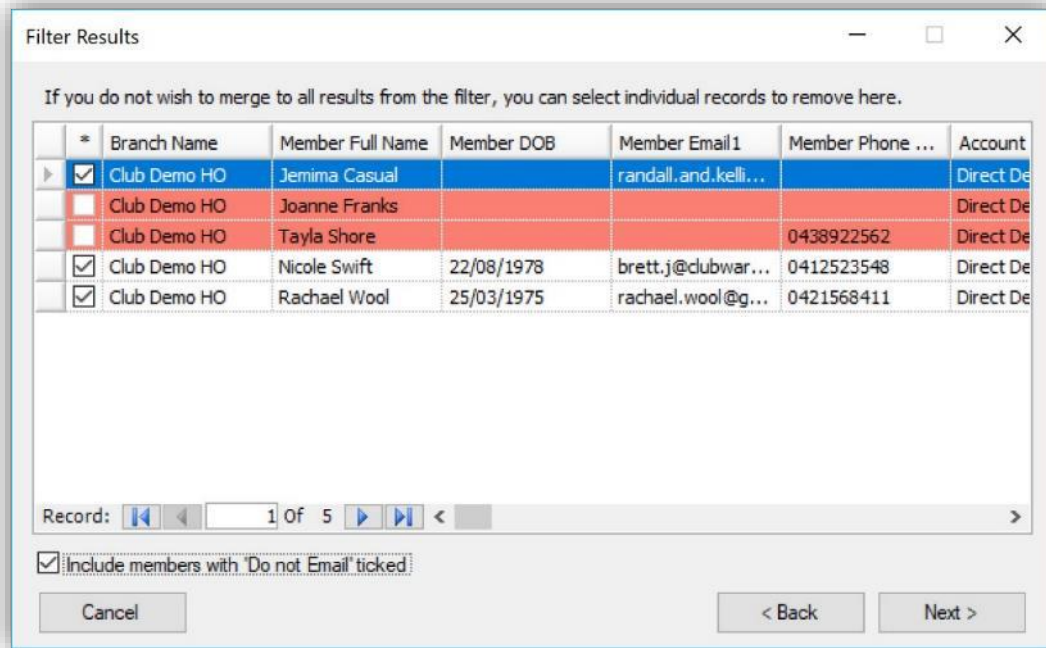 Filter Results
If you do not wish to merge to all results from the filter, you can select individual records to remove here.
* Branch Name Member Full Name Member DOB Member Email1 Member Phone ... Account
Club Demo HO Jemima Casual randall.and.kelli... Direct De
Club Demo HO Joanne Franks Direct De
Club Demo HO Tayla Shore 0438922562 Direct De
Club Demo HO Nicole Swift 22/08/1978 brett.j@clubwar... 0412523548 Direct De
Club Demo HO Rachael Wool 25/03/1975 rachael.wool@g... 0421568411 Direct De
Record: 1 Of 5
Include members with 'Do not Email' ticked
Cancel < Back Next >